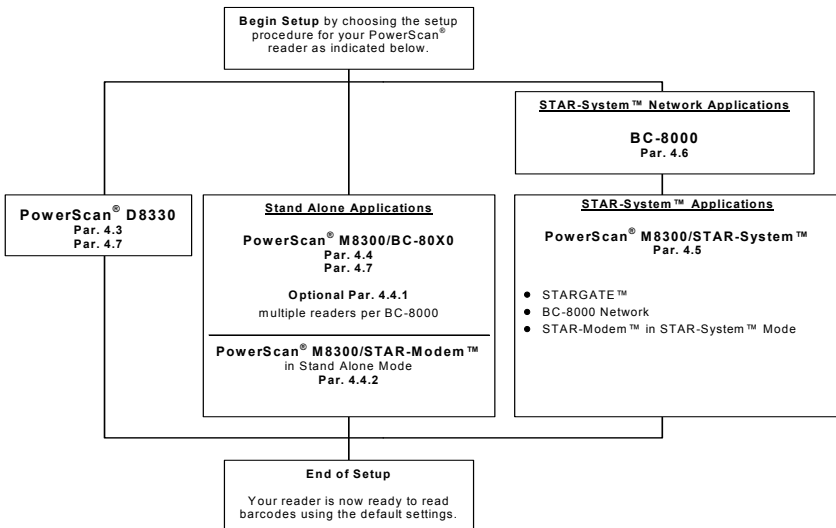 Begin Setup by choosing the setup
procedure for your PowerScan®
reader as indicated below.
STAR-System™ Network Applications
BC-8000
Par. 4.6
PowerScan® D8330
Par. 4.3
Par. 4.7
Stand Alone Applications
PowerScan® M8300/BC-80X0
Par. 4.4
Par. 4.7
Optional Par. 4.4.1
multiple readers per BC-8000
PowerScan® M8300/STAR-Modem™
in Stand Alone Mode
Par. 4.4.2
STAR-System™ Applications
PowerScan® M8300/STAR-System™
Par. 4.5
● STARGATE™
● BC-8000 Network
● STAR-Modem™ in STAR-System™ Mode
End of Setup
Your reader is now ready to read
barcodes using the default settings.